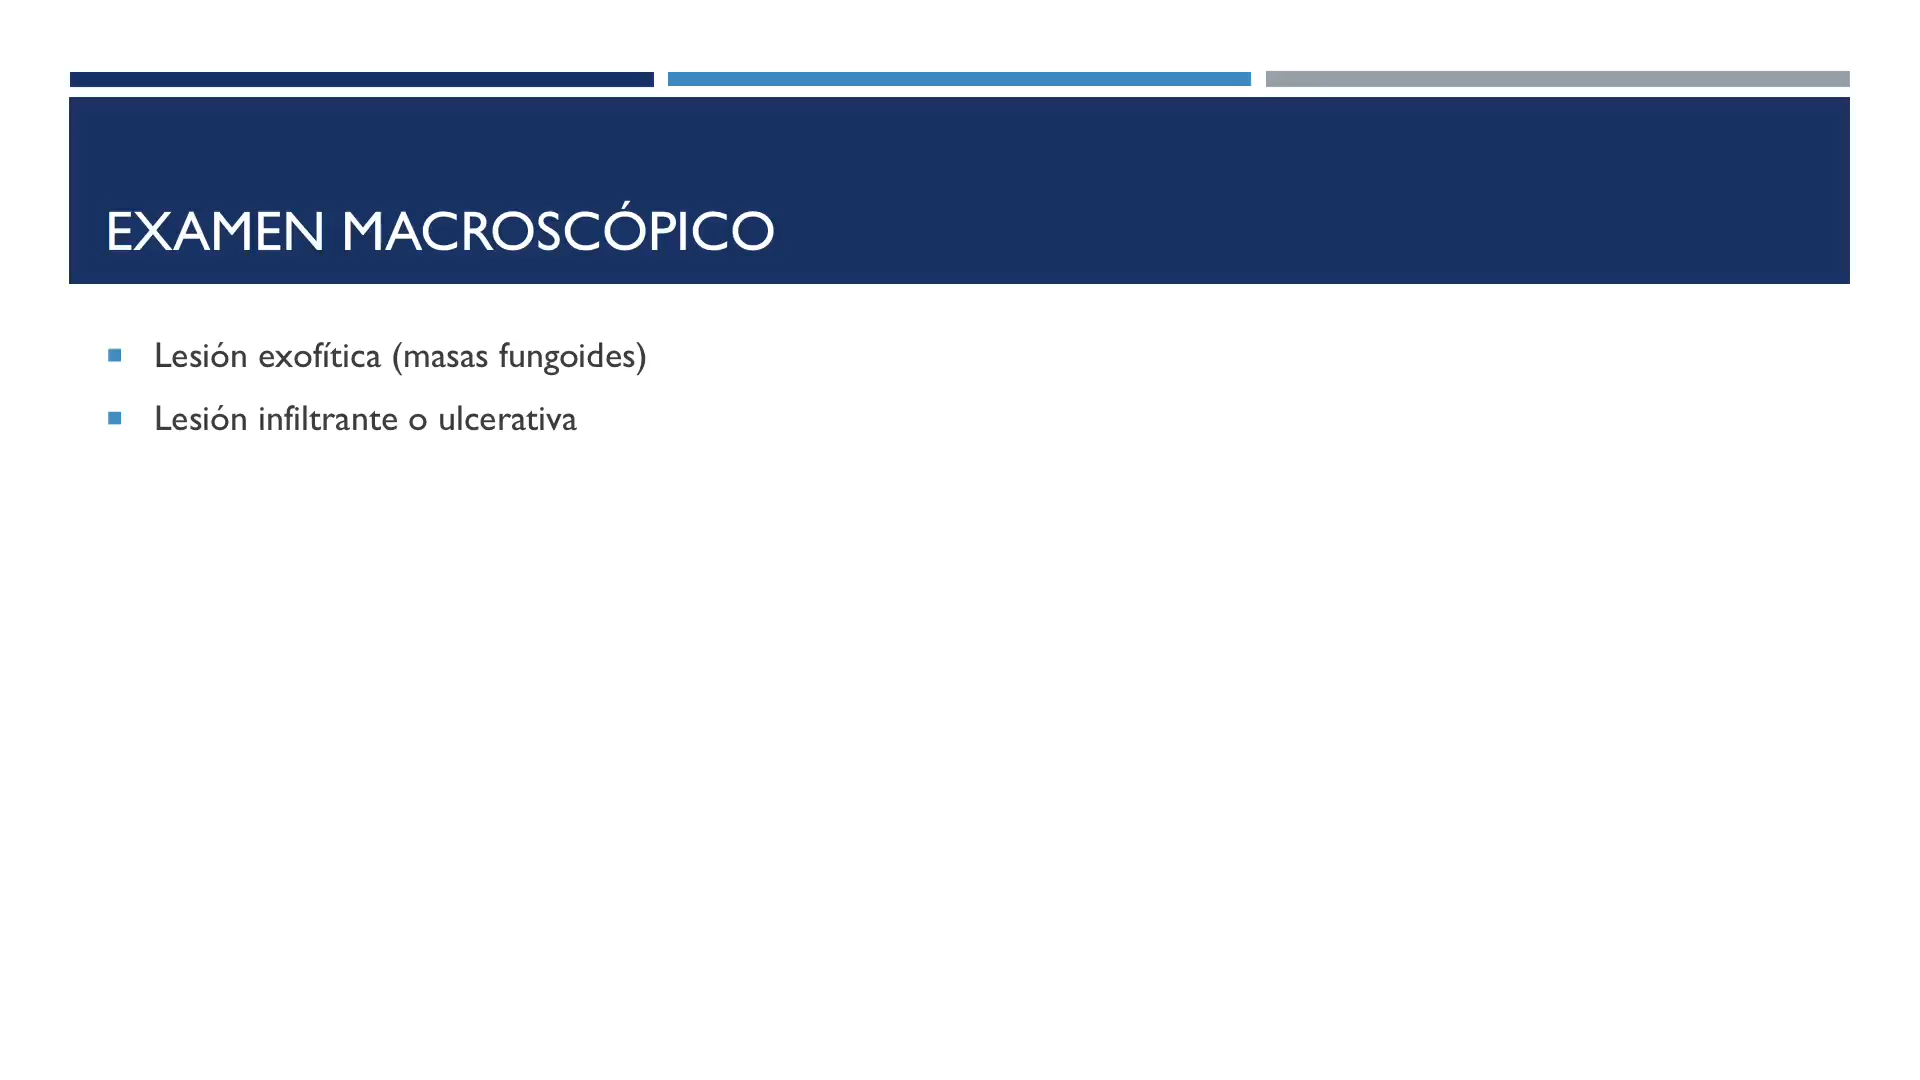 EXAMEN MACROSCÓPICO
Lesión exofítica (masas fungoides)
Lesión infiltrante o ulcerativa